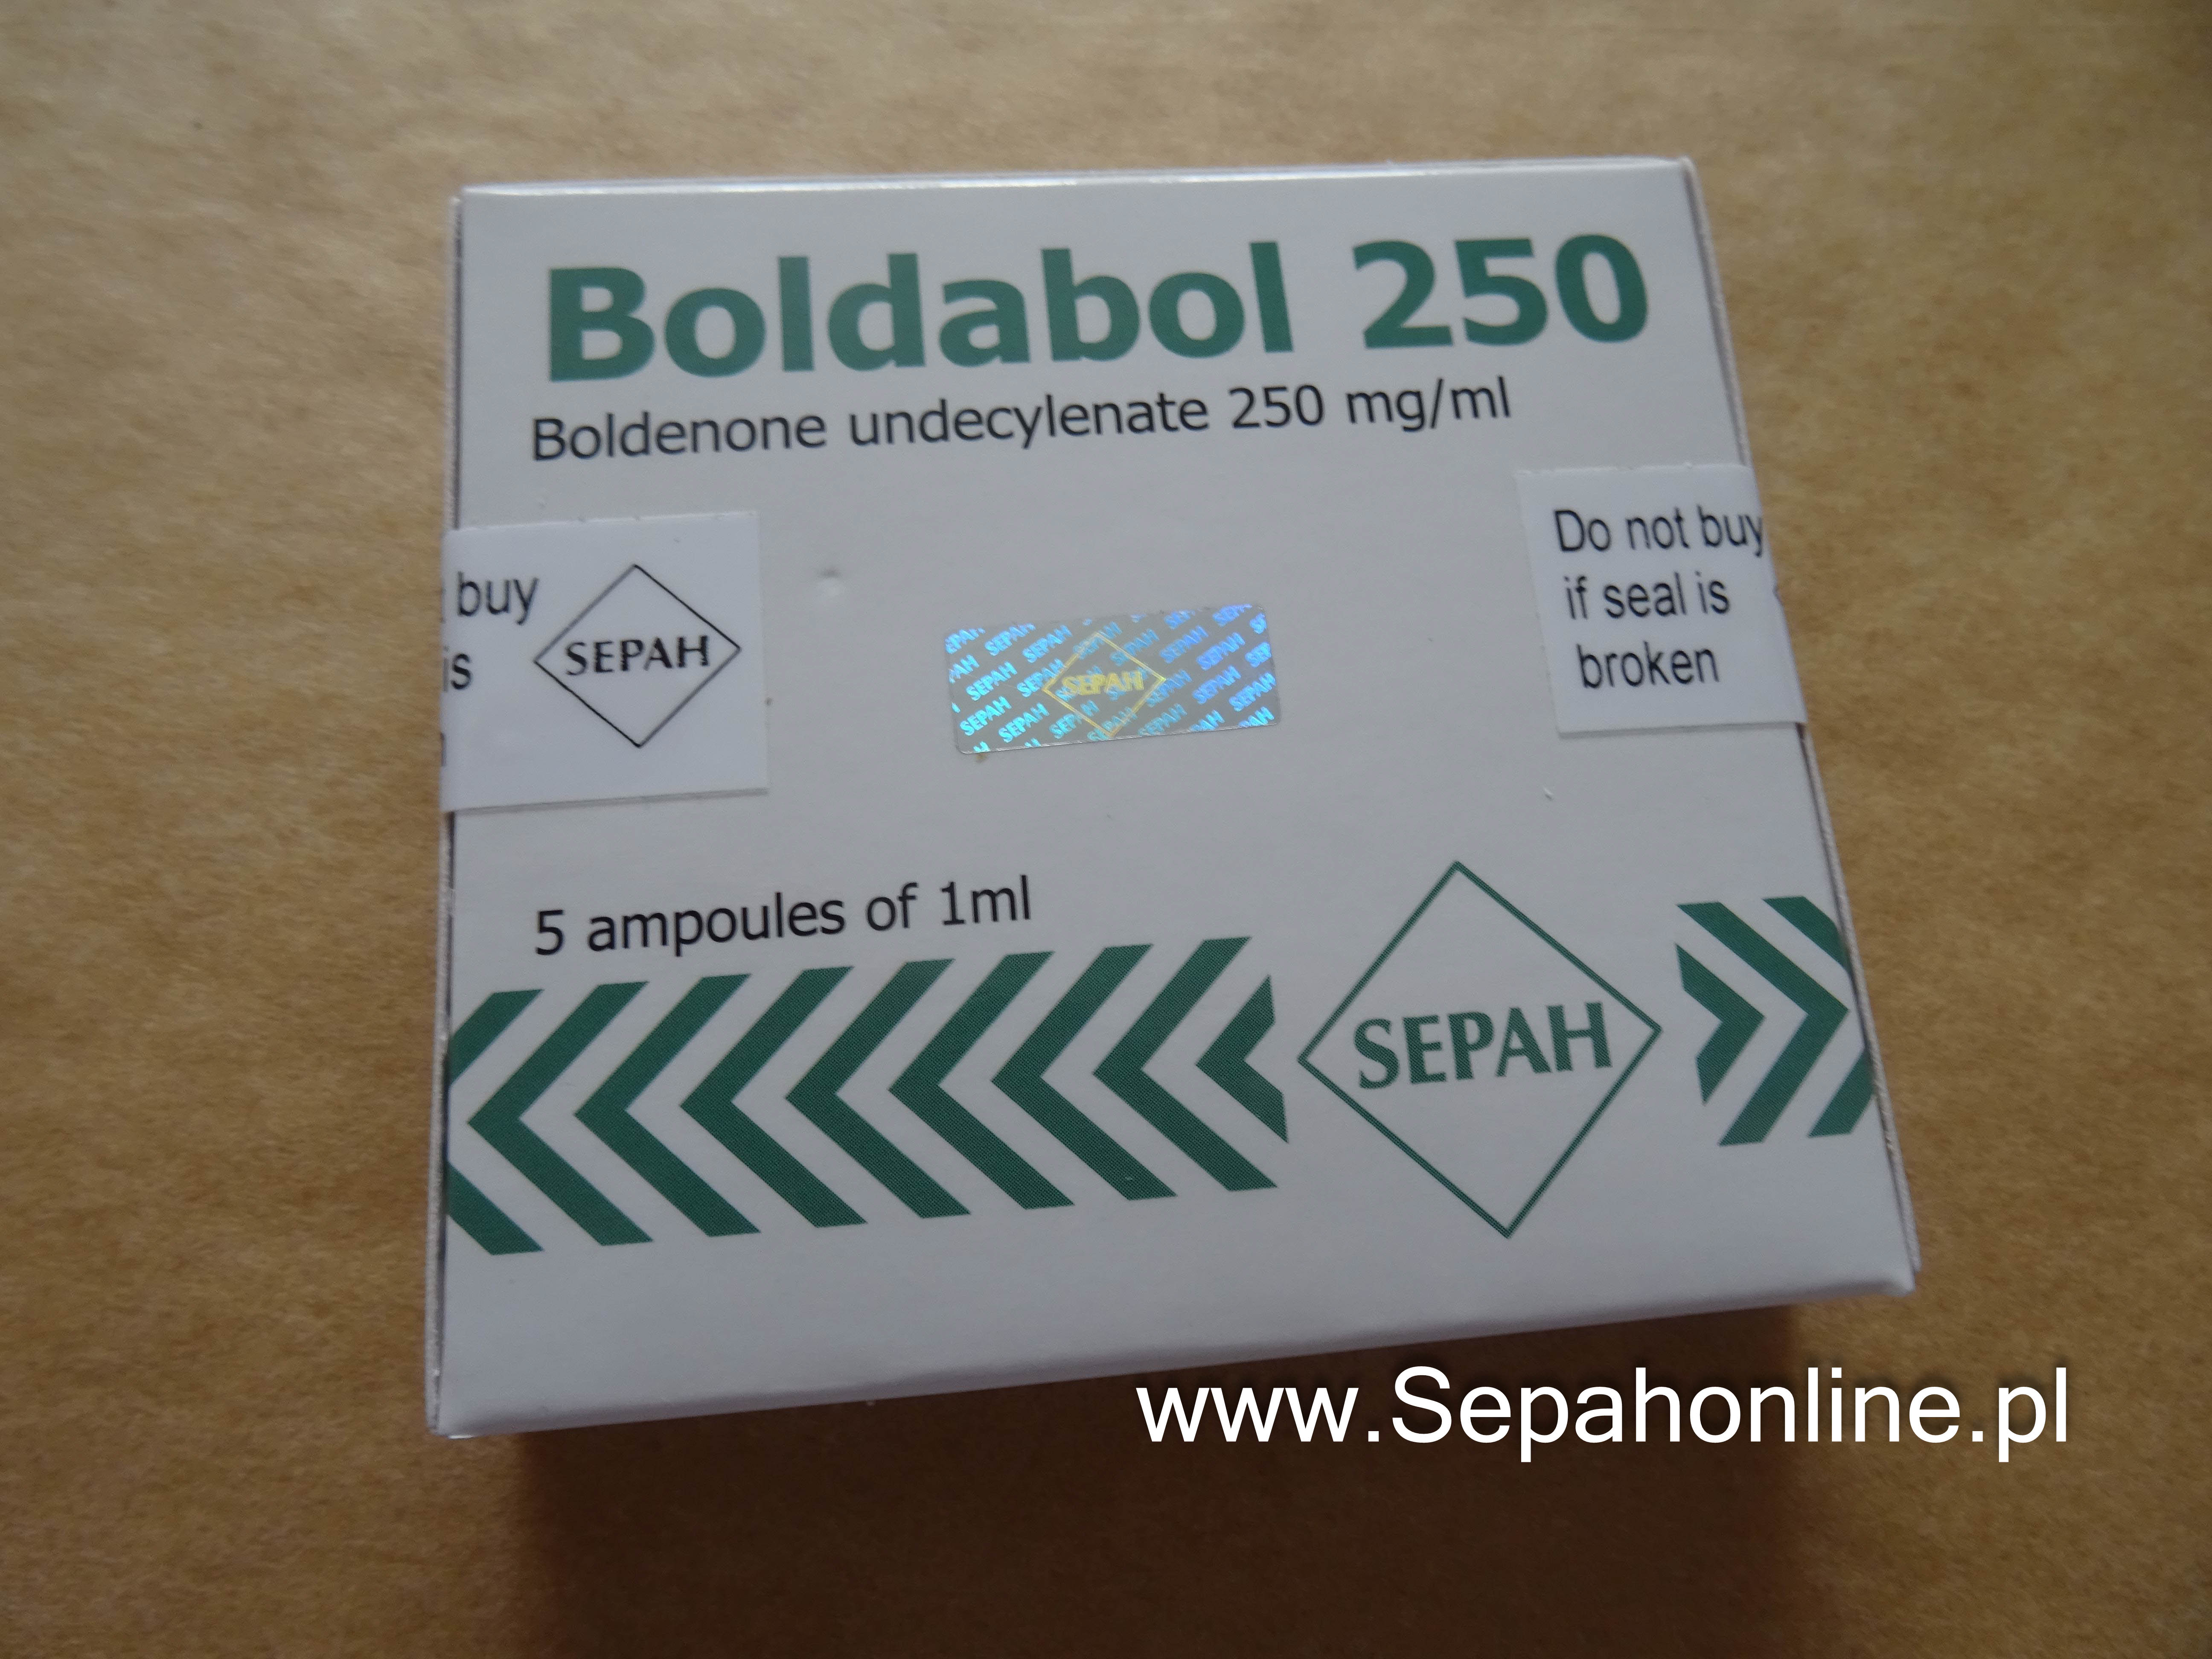 Boldabol 250
Boldenone undecylenate 250 mg/ml
buy
is
SEPAH
SEPAH
Do not buy
if seal is
broken
5 ampoules of 1ml
SEPAH
www.Sepahonline.pl